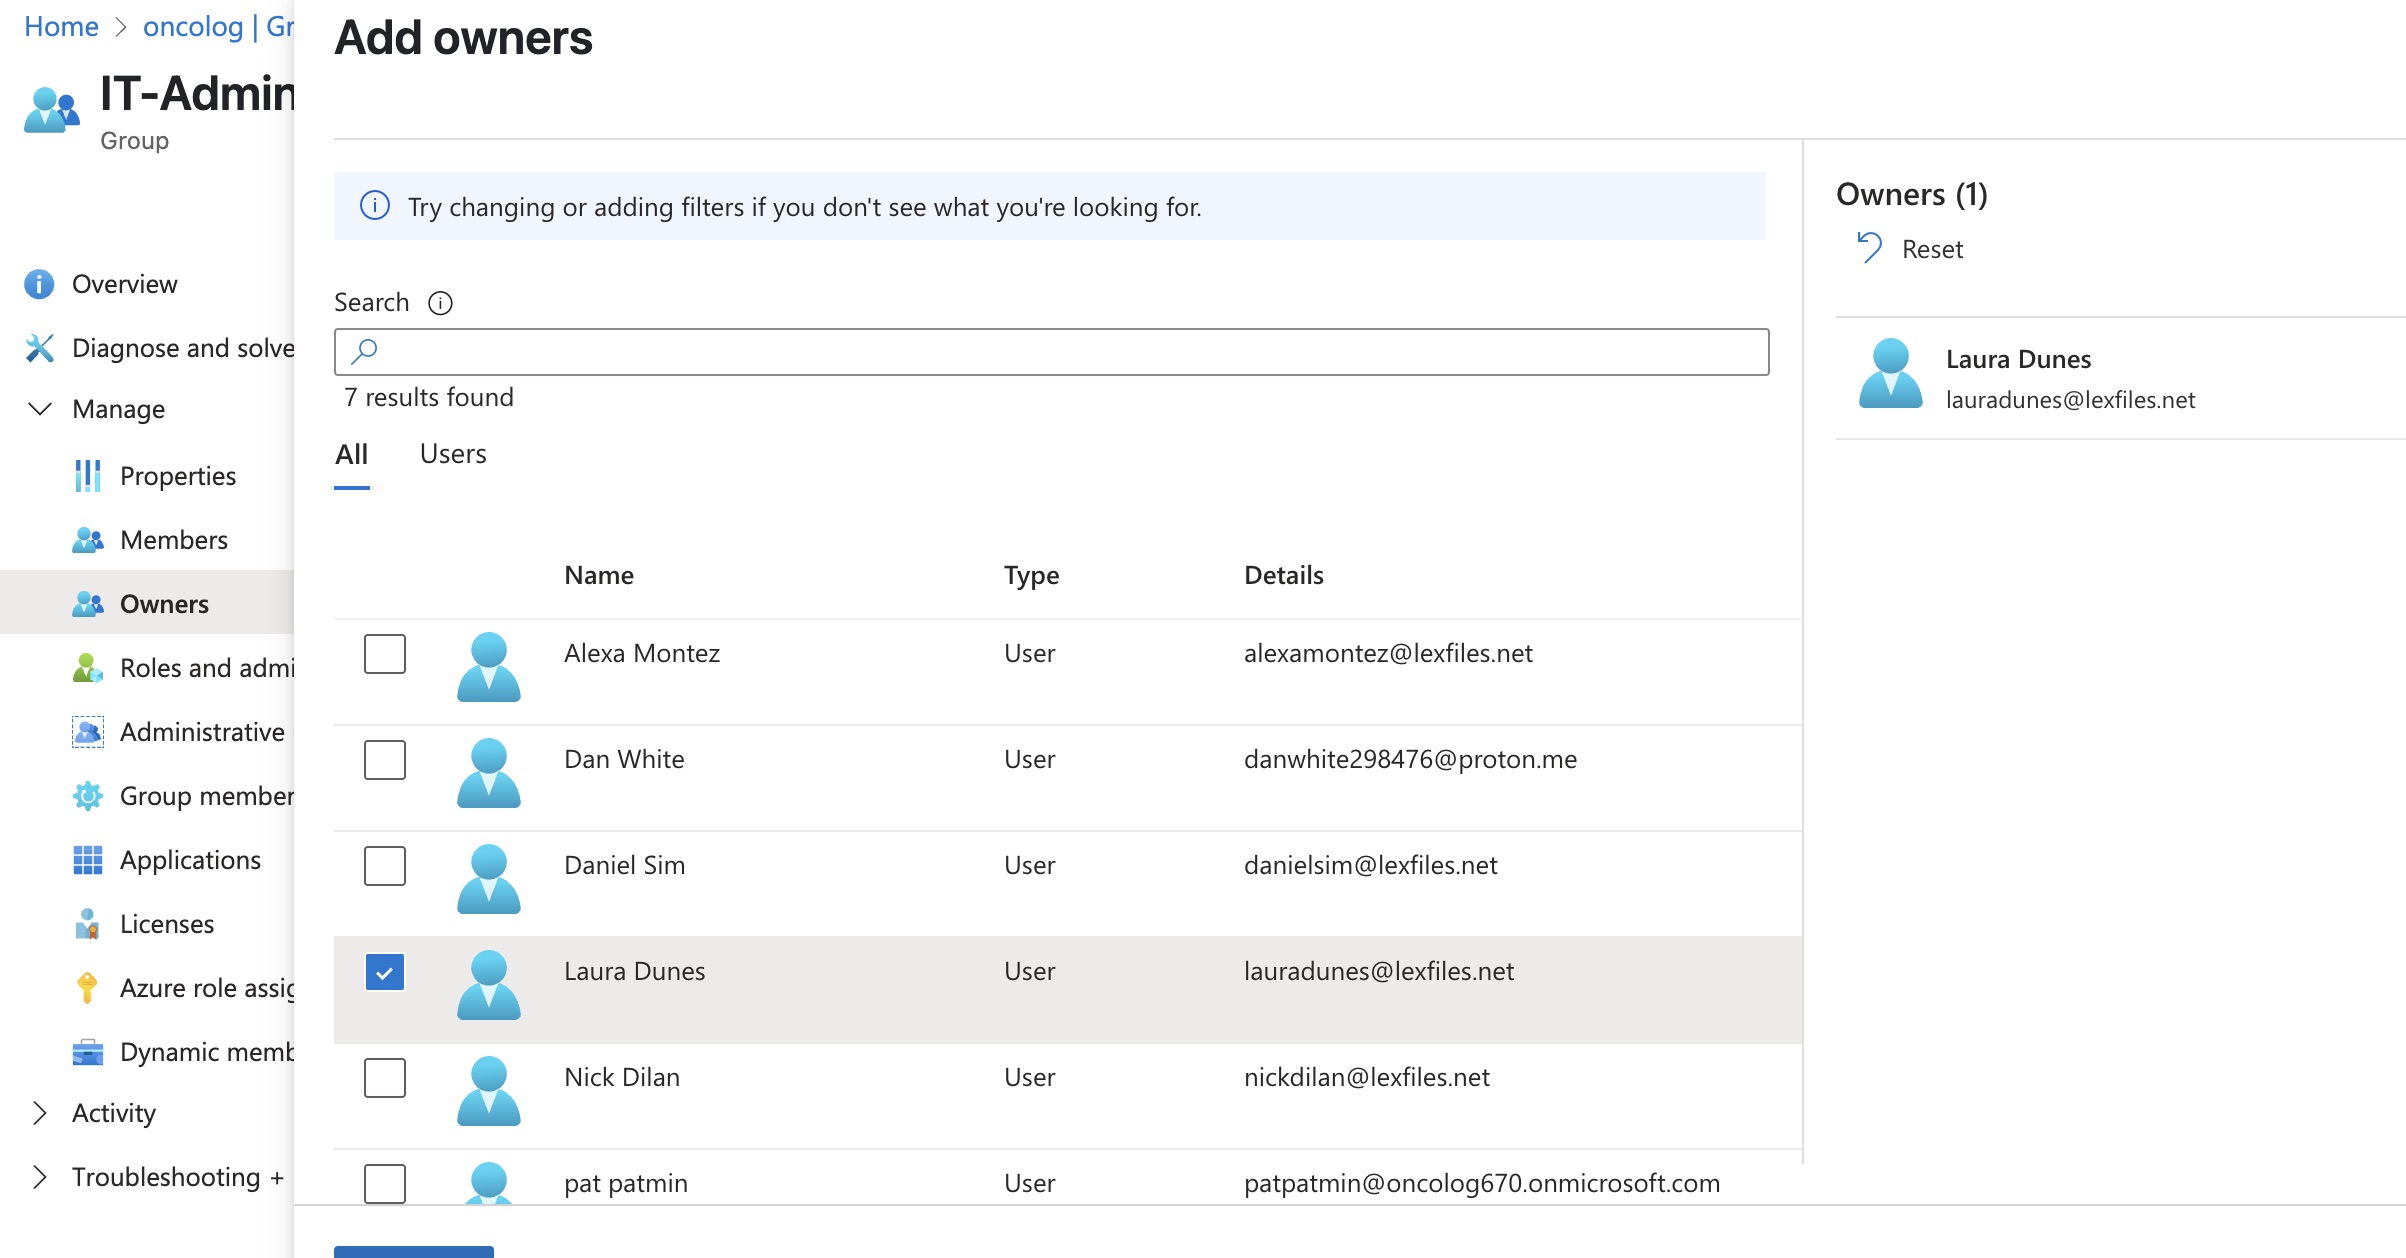 Home > oncolog | Gr
IT-Admin
Group
Overview
Diagnose and solve
Manage
Properties
Members
Owners
Roles and admi
Administrative
Group member
Applications
Licenses
Azure role assig
Dynamic memb
Activity
Troubleshooting +
Add owners
Try changing or adding filters if you don't see what you're looking for.
Search
7 results found
All Users
Name Type Details
Alexa Montez User alexamontez@lexfiles.net
Dan White User danwhite298476@proton.me
Daniel Sim User danielsim@lexfiles.net
Laura Dunes User lauradunes@lexfiles.net
Nick Dilan User nickdilan@lexfiles.net
pat patmin User patpatmin@oncolog670.onmicrosoft.com
Owners (1)
Reset
Laura Dunes
lauradunes@lexfiles.net